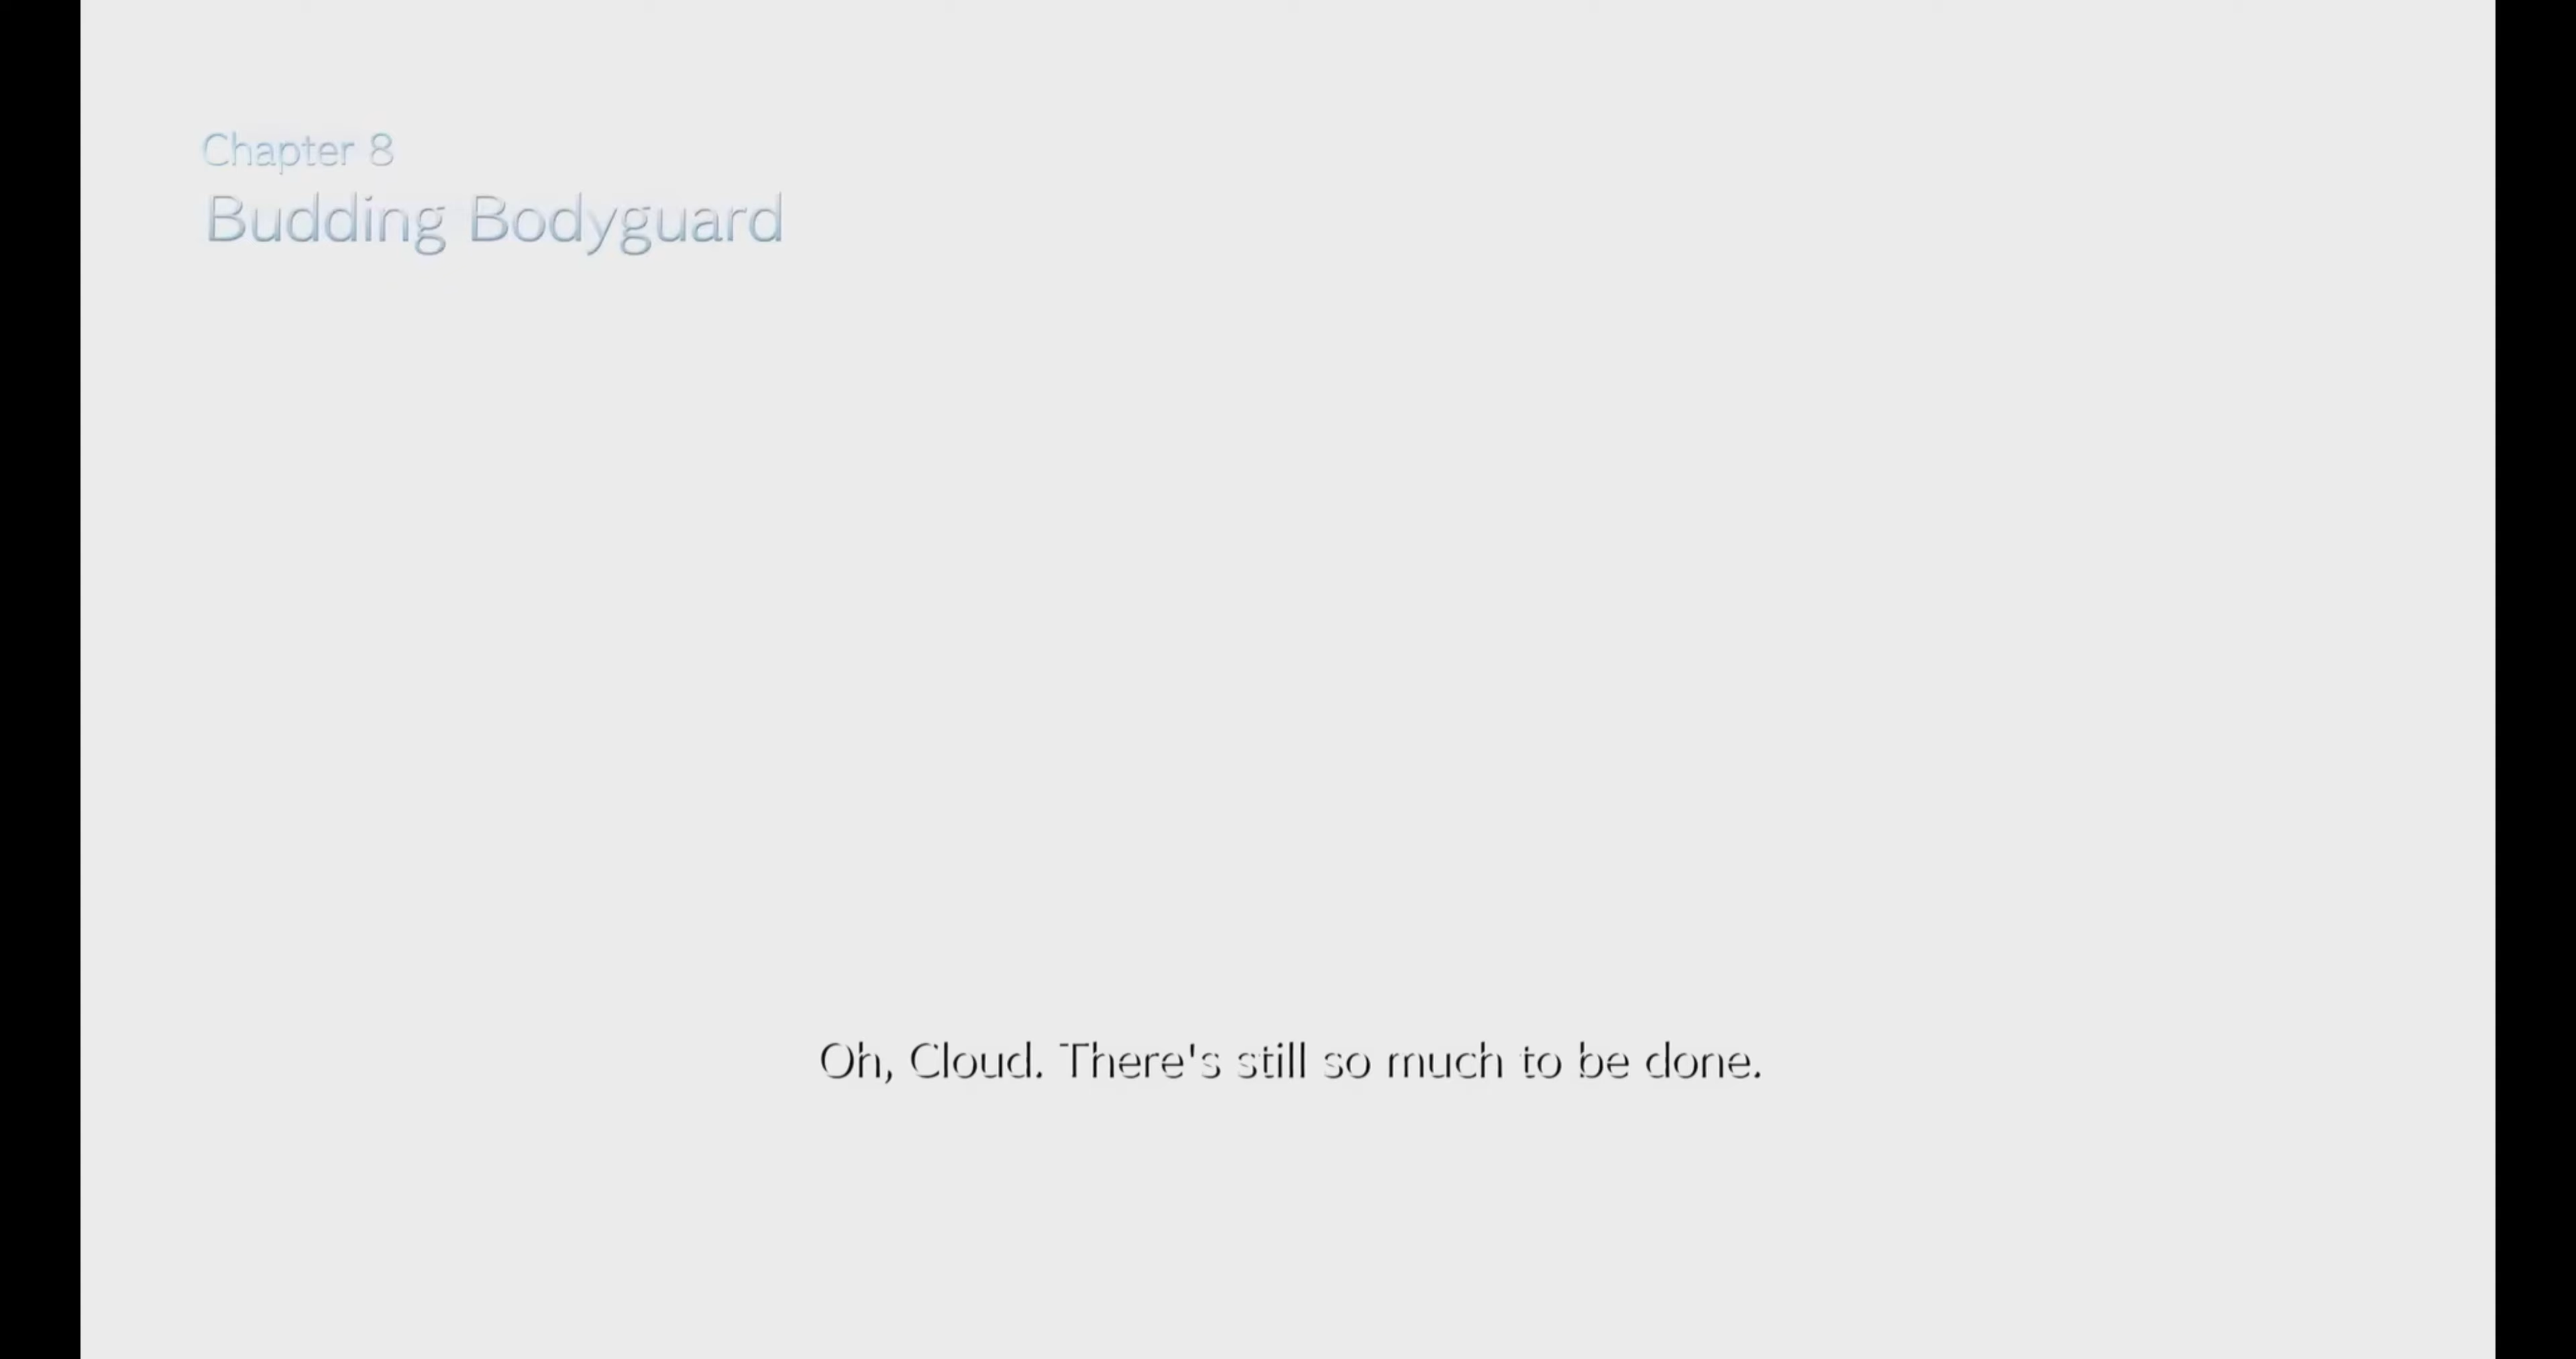 Chapter 8
Budding Bodyguard
Oh, Cloud. There's still so much to be done.